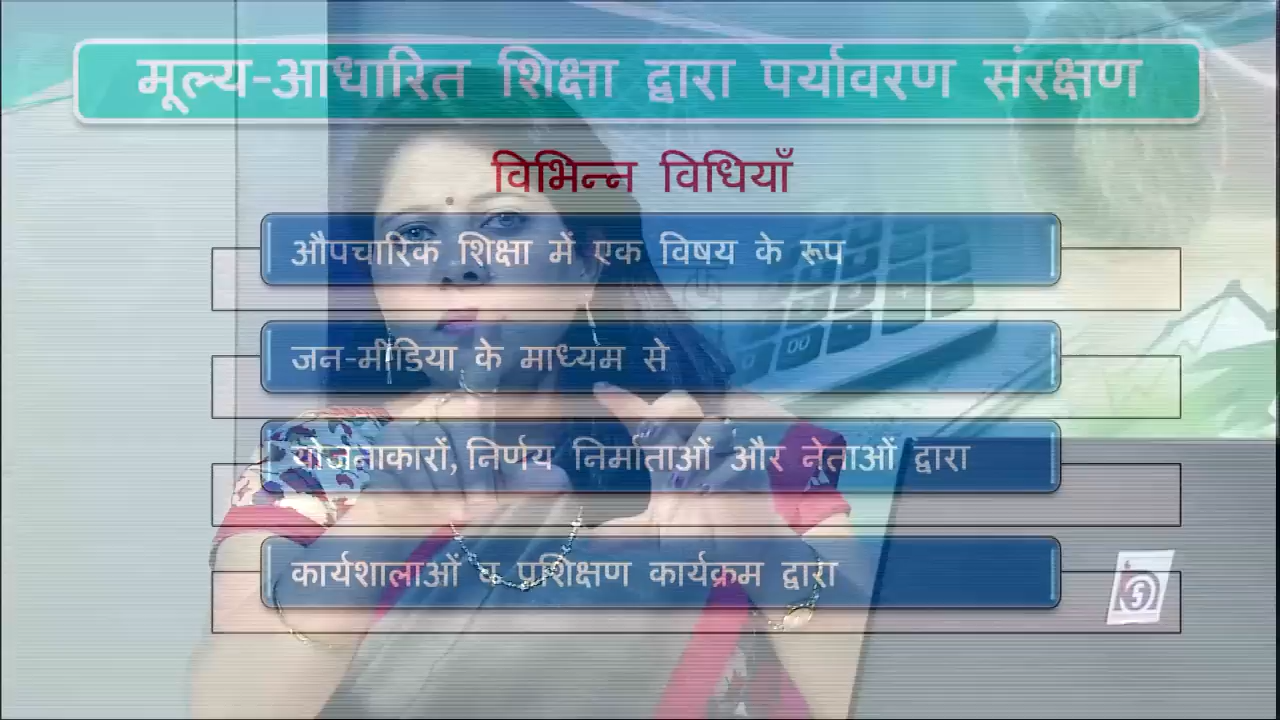 मूल्य-आधारित शिक्षा द्वारा पर्यावरण संरक्षण
विभिन्न विधियाँ
औपचारिक शिक्षा में एक विषय के रूप
जन-मीडिया के माध्यम से
योजनाकारों, निर्णय निर्माताओं और नेताओं द्वारा
कार्यशालाओं व प्रशिक्षण कार्यक्रम द्वारा